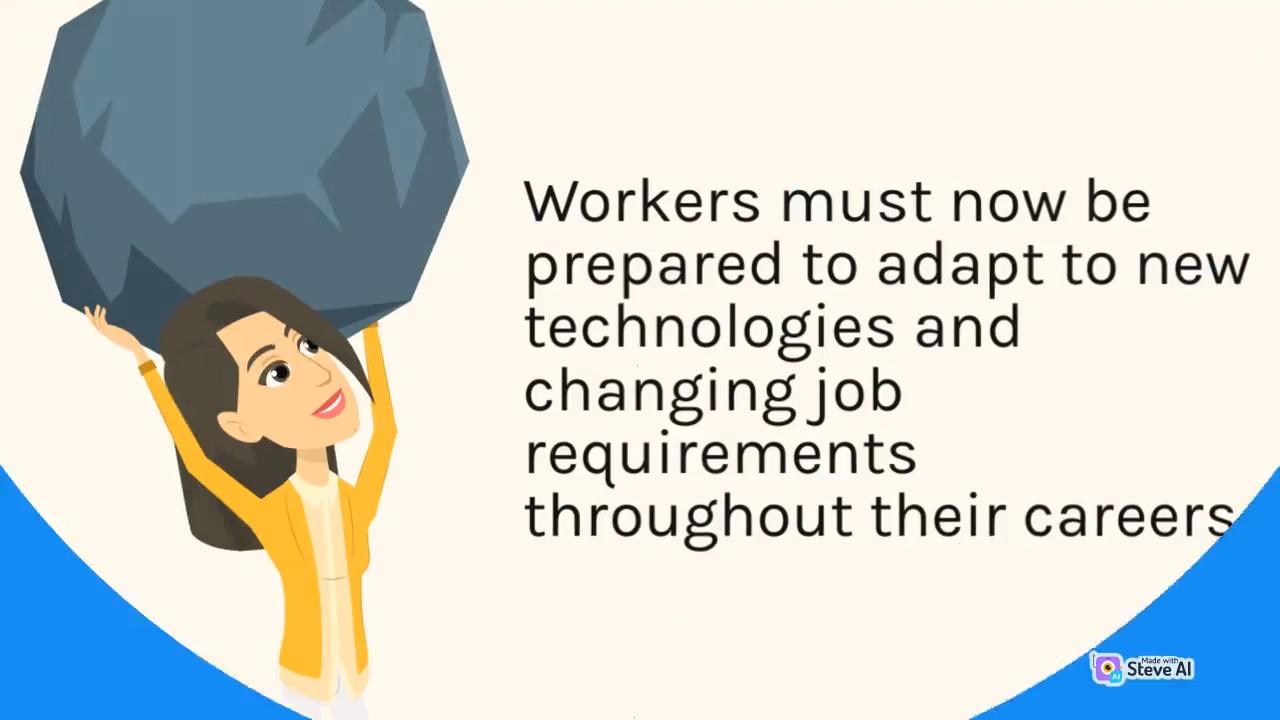 Workers must now be
prepared to adapt to new
technologies and
changing job
requirements
throughout their careers
Made with
Steve AI
AI